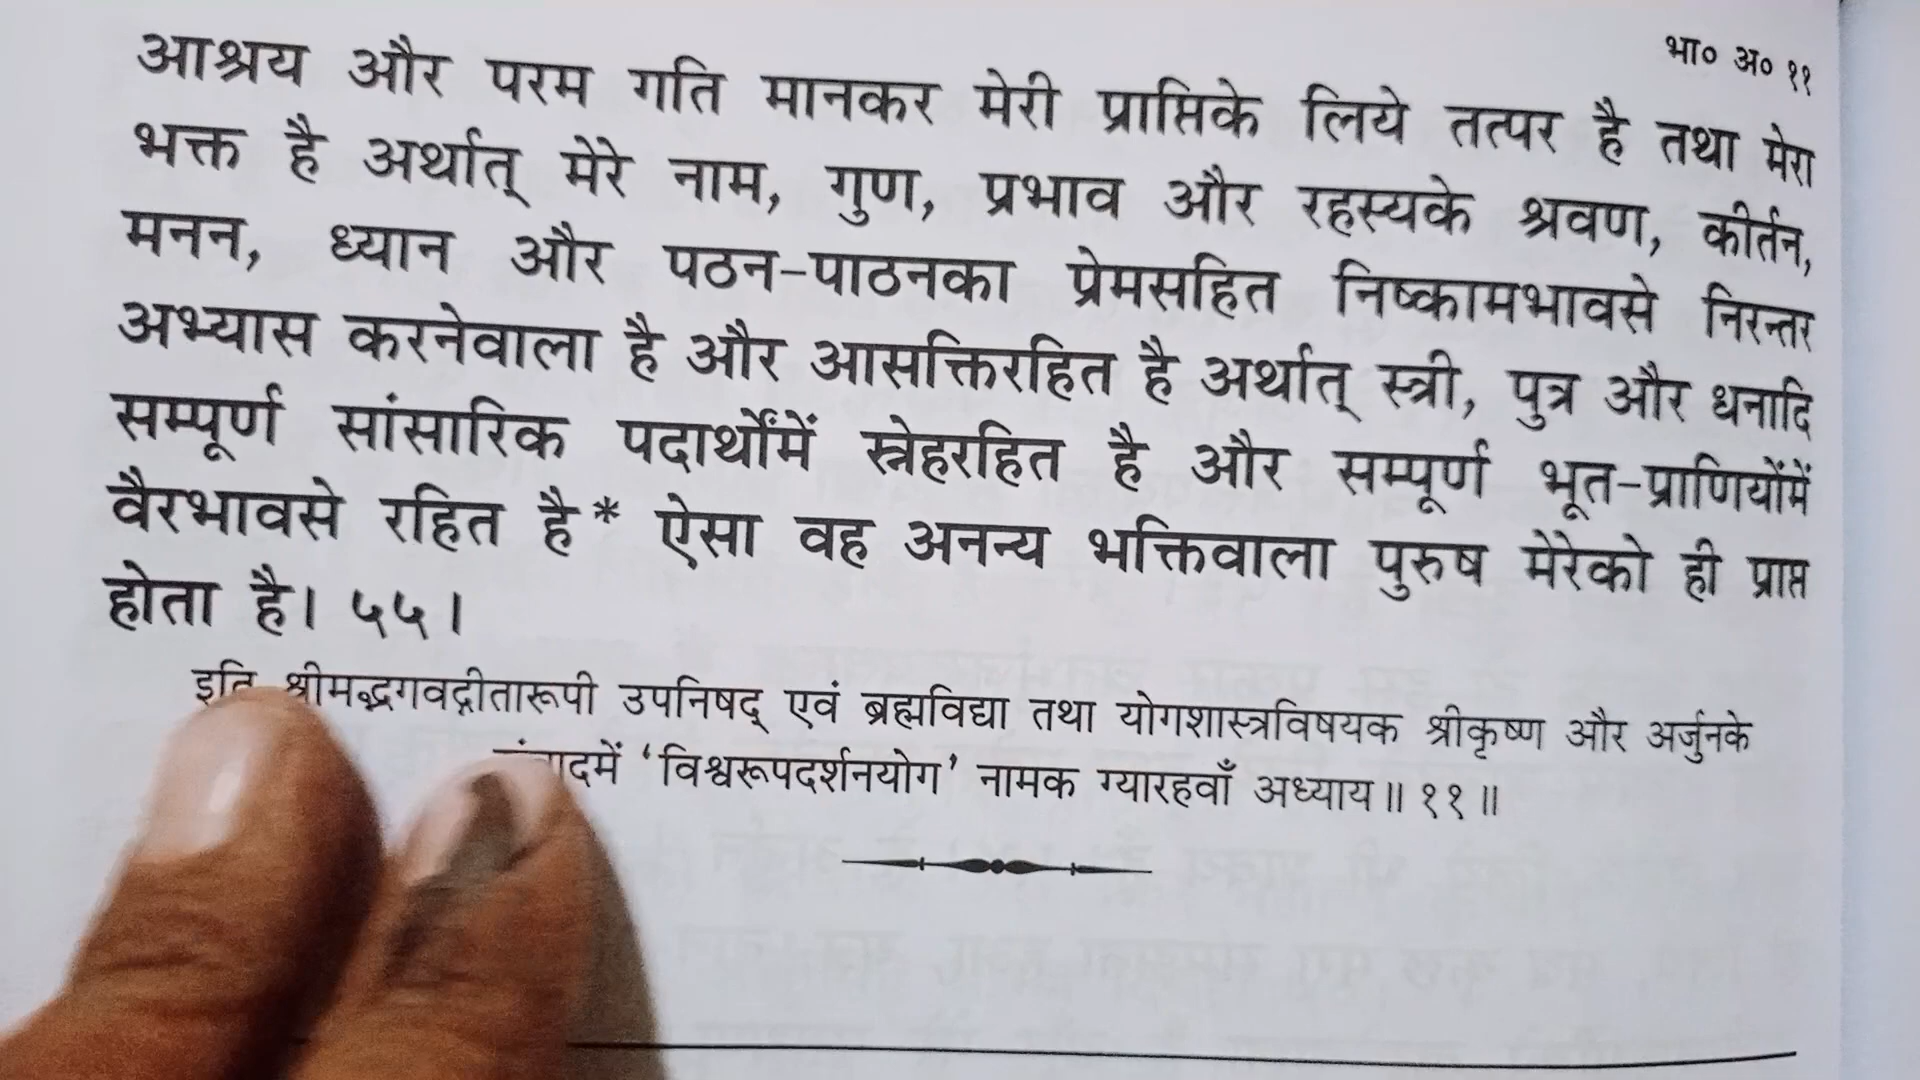 भा० अ० ११
आश्रय और परम गति मानकर मेरी प्राप्तिके लिये तत्पर है तथा मेरा
भक्त है अर्थात् मेरे नाम, गुण, प्रभाव और रहस्यके श्रवण, कीर्तन,
मनन, ध्यान और पठन-पाठनका प्रेमसहित निष्कामभावसे निरन्तर
अभ्यास करनेवाला है और आसक्तिरहित है अर्थात् स्त्री, पुत्र और धनादि
सम्पूर्ण सांसारिक पदार्थोंमें स्नेहरहित है और सम्पूर्ण भूत-प्राणियोंमें
वैरभावसे रहित है* ऐसा वह अनन्य भक्तिवाला पुरुष मेरेको ही प्राप्त
होता है। ५५।
इति श्रीमद्भगवद्गीतारूपी उपनिषद् एवं ब्रह्मविद्या तथा योगशास्त्रविषयक श्रीकृष्ण और अर्जुनके
‘विश्वरूपदर्शनयोग’ नामक ग्यारहवाँ अध्याय॥ ११॥